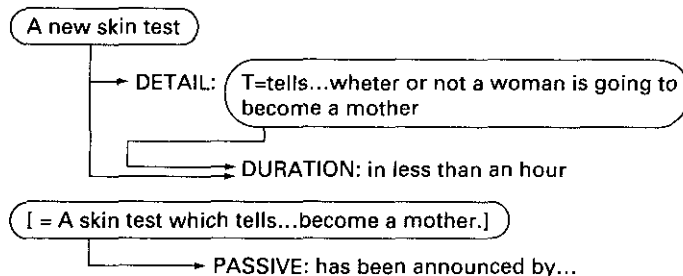 A new skin test
DETAIL: T=tells...wheter or not a woman is going to
become a mother
DURATION: in less than an hour
[ = A skin test which tells...become a mother.]
PASSIVE: has been announced by...